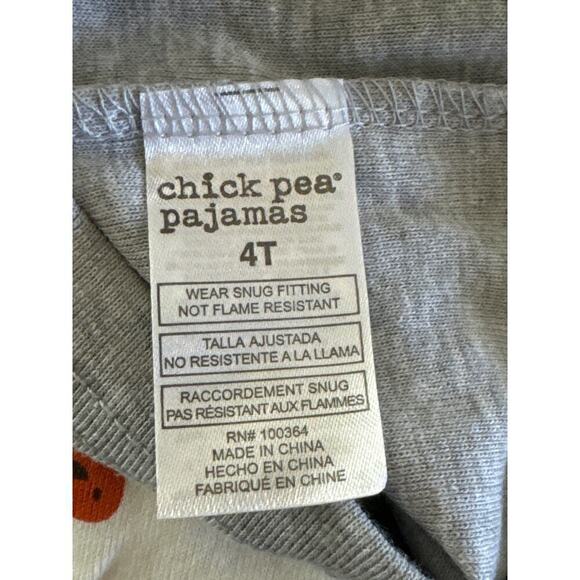 chick pea®
pajamas
4T
WEAR SNUG FITTING
NOT FLAME RESISTANT
TALLA AJUSTADA
NO RESISTENTE A LA LLAMA
RACCORDEMENT SNUG
PAS RÉSISTANT AUX FLAMMES
RN# 100364
MADE IN CHINA
HECHO EN CHINA
FABRIQUÉ EN CHINE